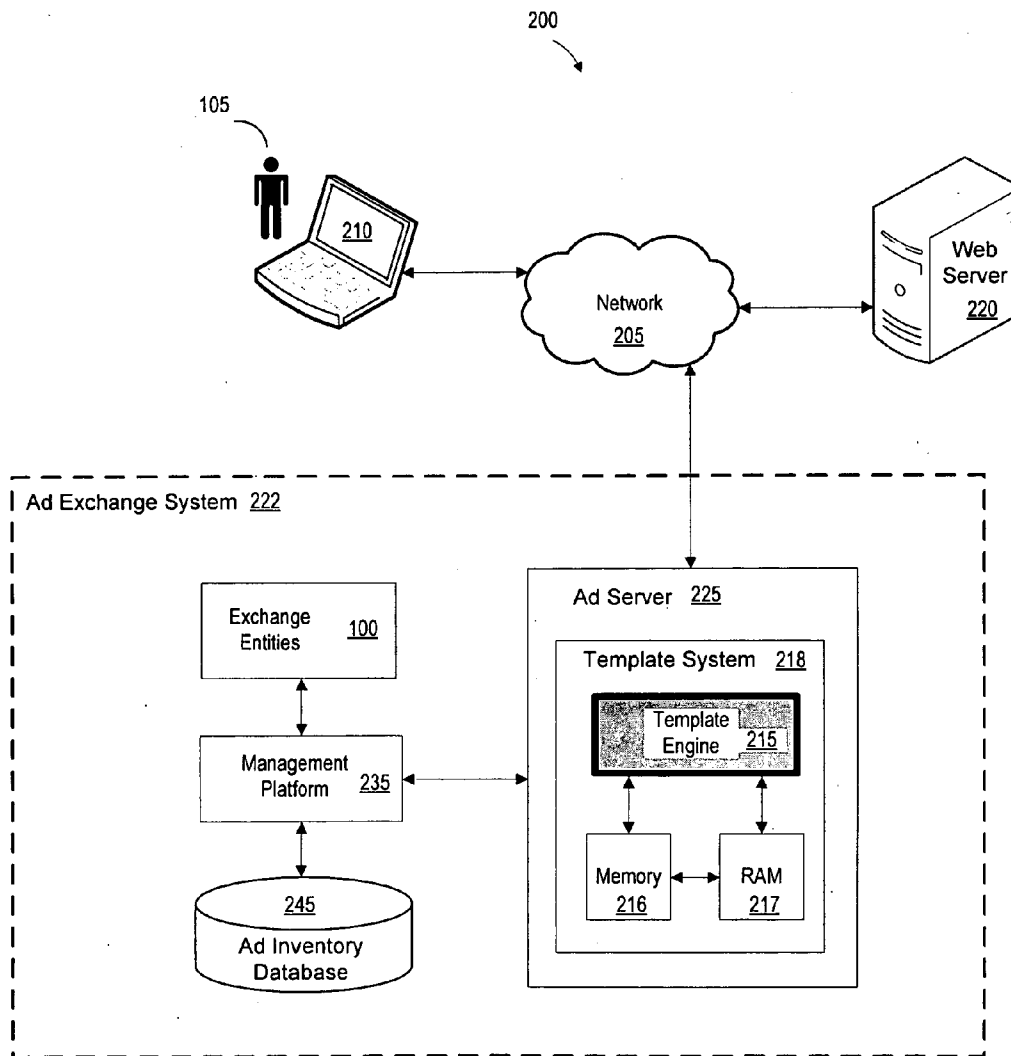 200
105
210
Network
205
Web
Server
220
Ad Exchange System 222
Exchange
Entities 100
Management
Platform 235
245
Ad Inventory
Database
Ad Server 225
Template System 218
Template
Engine 215
Memory
216
RAM
217